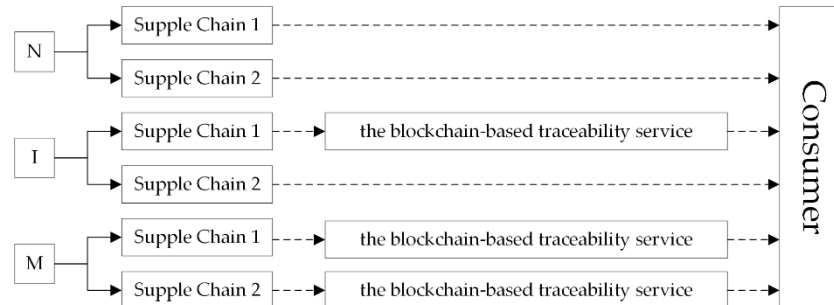 N
Supple Chain 1
Supple Chain 2
I
Supple Chain 1
the blockchain-based traceability service
Supple Chain 2
M
Supple Chain 1
the blockchain-based traceability service
Supple Chain 2
the blockchain-based traceability service
Consumer